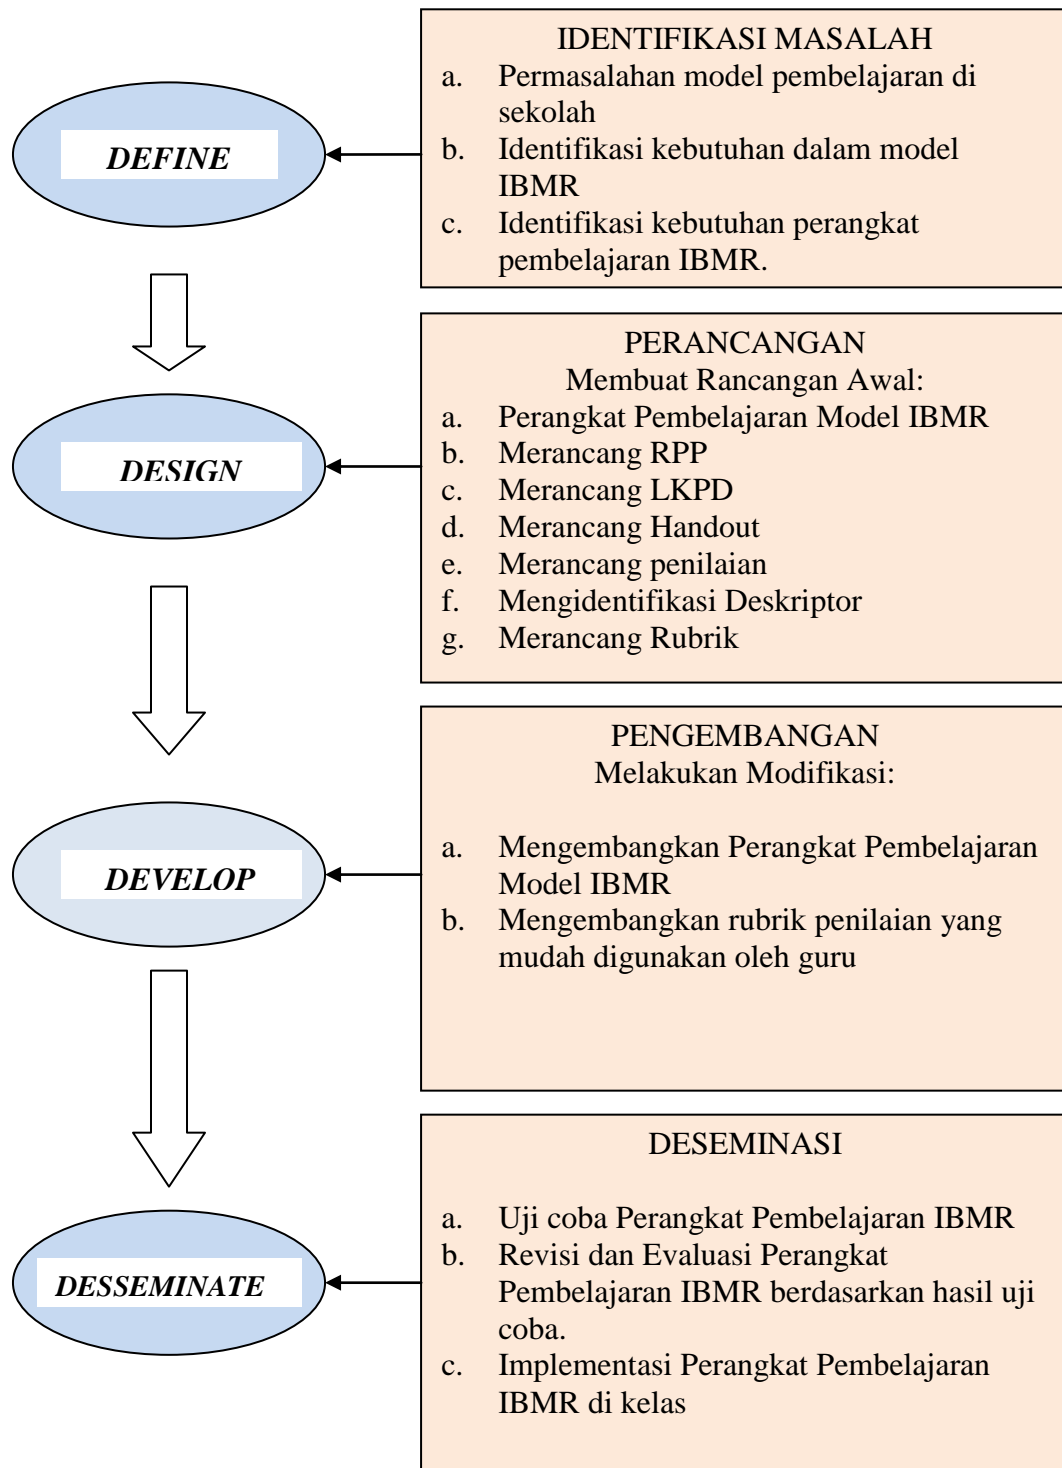 DEFINE
IDENTIFIKASI MASALAH
a. Permasalahan model pembelajaran di
sekolah
b. Identifikasi kebutuhan dalam model
IBMR
c. Identifikasi kebutuhan perangkat
pembelajaran IBMR.
DESIGN
PERANCANGAN
Membuat Rancangan Awal:
a. Perangkat Pembelajaran Model IBMR
b. Merancang RPP
c. Merancang LKPD
d. Merancang Handout
e. Merancang penilaian
f. Mengidentifikasi Deskriptor
g. Merancang Rubrik
DEVELOP
PENGEMBANGAN
Melakukan Modifikasi:
a. Mengembangkan Perangkat Pembelajaran
Model IBMR
b. Mengembangkan rubrik penilaian yang
mudah digunakan oleh guru
DESSEMINATE
DESEMINASI
a. Uji coba Perangkat Pembelajaran IBMR
b. Revisi dan Evaluasi Perangkat
Pembelajaran IBMR berdasarkan hasil uji
coba.
c. Implementasi Perangkat Pembelajaran
IBMR di kelas